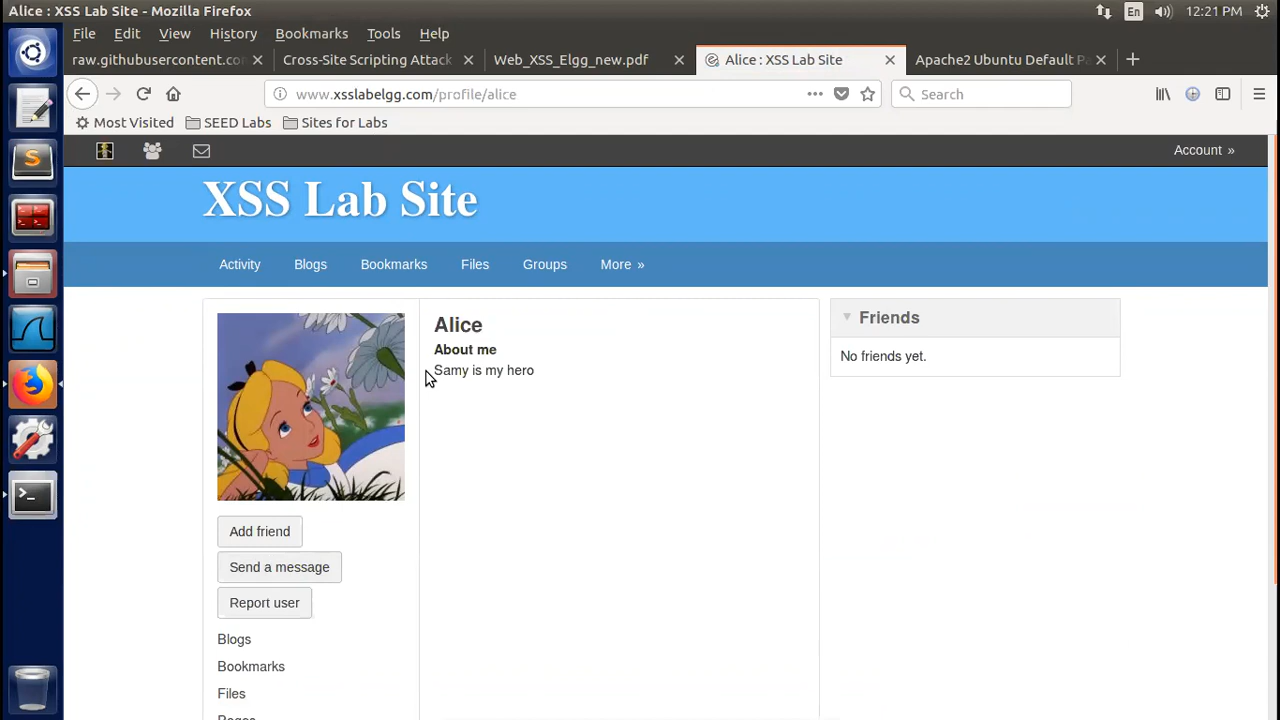 Alice : XSS Lab Site - Mozilla Firefox
En 12:21 PM
File Edit View History Bookmarks Tools Help
raw.githubusercontent.co
Cross-Site Scripting Attack
Web_XSS_Elgg_new.pdf
Alice : XSS Lab Site
Apache2 Ubuntu Default Pa
www.xsslabelgg.com/profile/alice
Search
Most Visited SEED Labs Sites for Labs
Account »
XSS Lab Site
Activity Blogs Bookmarks Files Groups More »
Alice
About me
Samy is my hero
Friends
No friends yet.
Add friend
Send a message
Report user
Blogs
Bookmarks
Files
Pages